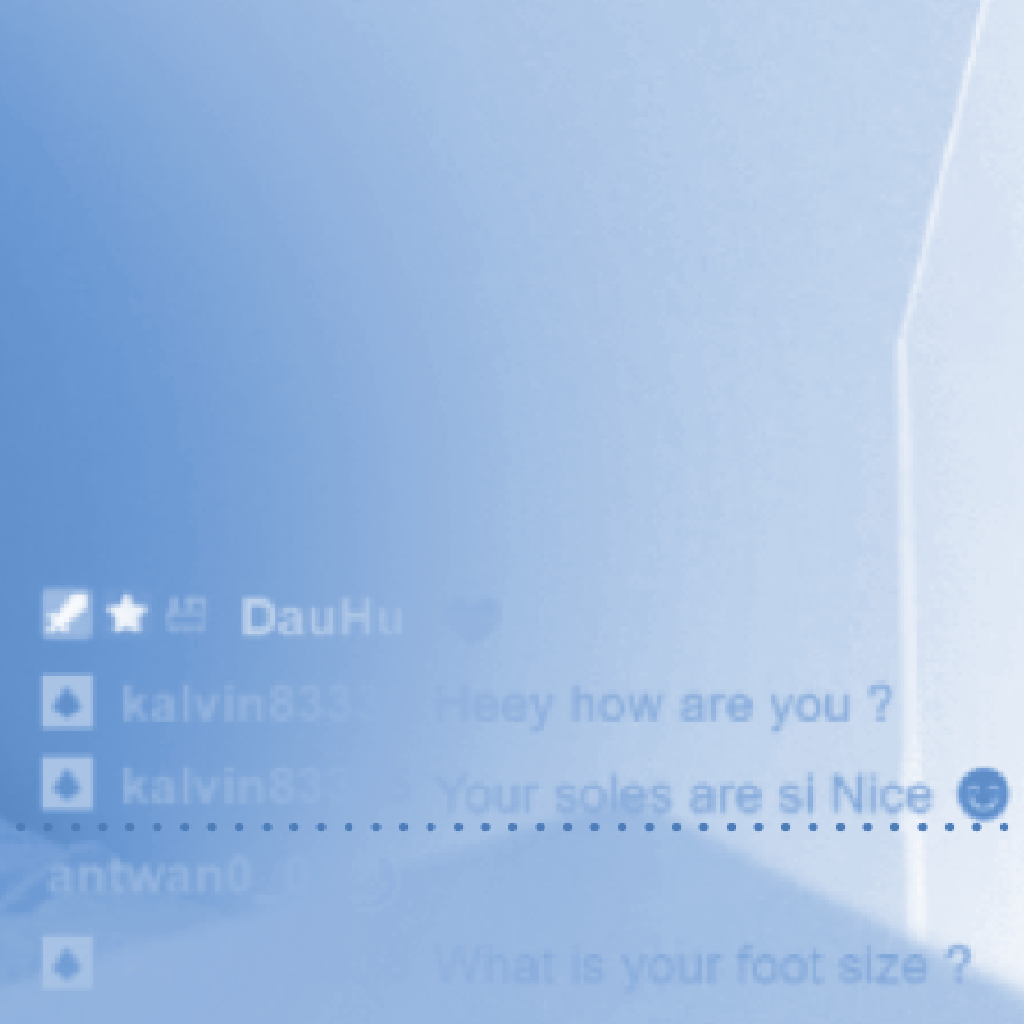 DauHu
kalvin833 Heey how are you ?
kalvin833 Your soles are si Nice
antwan0_0
What is your foot size ?